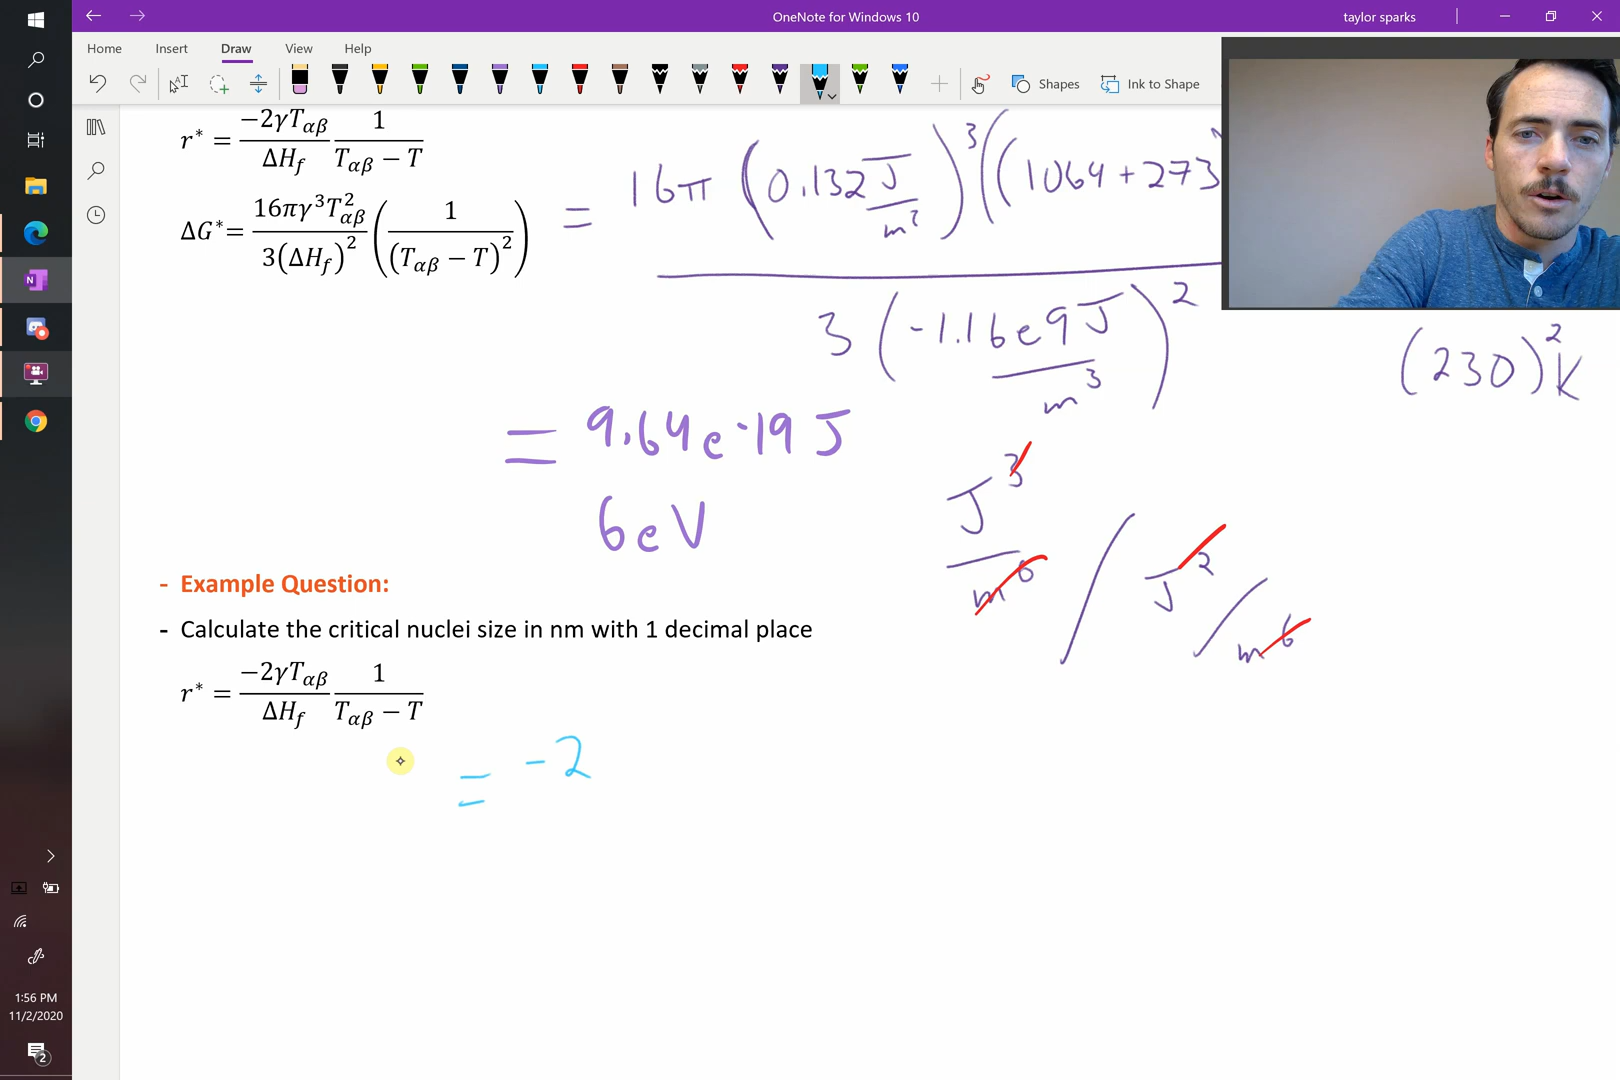 OneNote for Windows 10
taylor sparks
Home Insert Draw View Help
Shapes Ink to Shape
r* = −2γTαβ / ΔHf 1 / Tαβ − T
ΔG* = 16πγ³T²αβ / 3(ΔHf)² (1 / (Tαβ − T)²)
= 16π (0.132 J / m²)³ ((1064 + 273
3 (-1.16e9 J / m³)² (230)² K
= 9.64e-19 J
6 eV
J³ / m⁶ / J² / m⁶
- Example Question:
- Calculate the critical nuclei size in nm with 1 decimal place
r* = −2γTαβ / ΔHf 1 / Tαβ − T
= -2
1:56 PM
11/2/2020
2